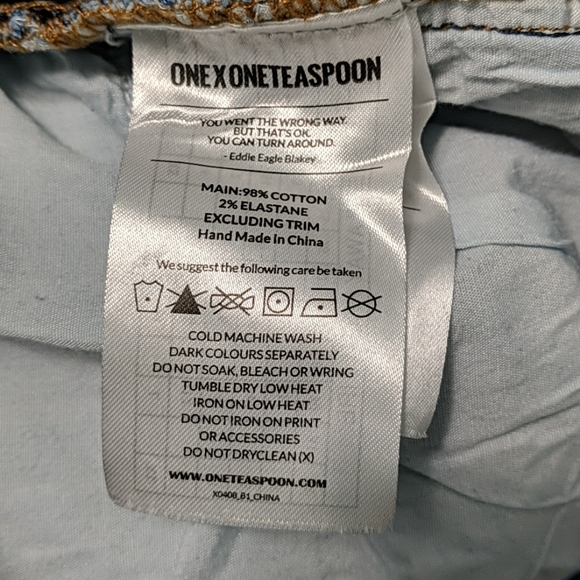 ONEXONETEASPOON
YOU WENT THE WRONG WAY.
BUT THAT'S OK.
YOU CAN TURN AROUND.
- Eddie Eagle Blakey
MAIN:98% COTTON
2% ELASTANE
EXCLUDING TRIM
Hand Made in China
We suggest the following care be taken
COLD MACHINE WASH
DARK COLOURS SEPARATELY
DO NOT SOAK, BLEACH OR WRING
TUMBLE DRY LOW HEAT
IRON ON LOW HEAT
DO NOT IRON ON PRINT
OR ACCESSORIES
DO NOT DRYCLEAN (X)
WWW.ONETEASPOON.COM
X0408_B1_CHINA